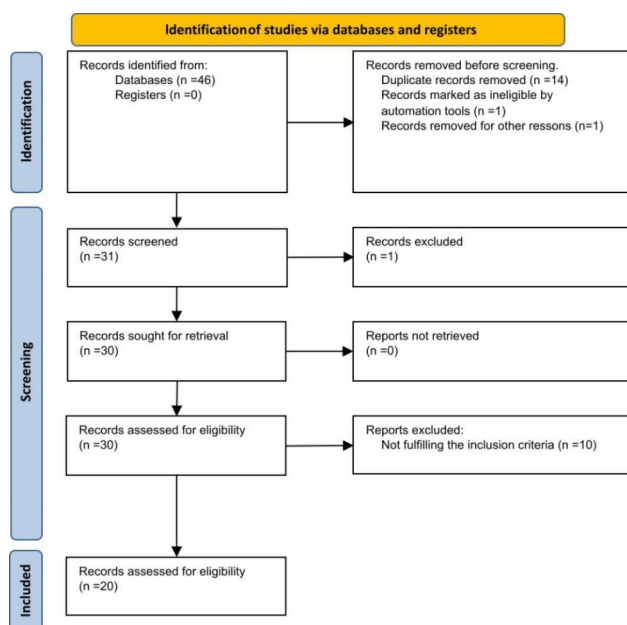 Identification of studies via databases and registers
Identification
Records identified from:
Databases (n =46)
Registers (n =0)
Records removed before screening.
Duplicate records removed (n =14)
Records marked as ineligible by
automation tools (n =1)
Records removed for other ressons (n=1)
Screening
Records screened
(n =31)
Records excluded
(n =1)
Records sought for retrieval
(n =30)
Reports not retrieved
(n =0)
Records assessed for eligibility
(n =30)
Reports excluded:
Not fulfilling the inclusion criteria (n =10)
Included
Records assessed for eligibility
(n =20)